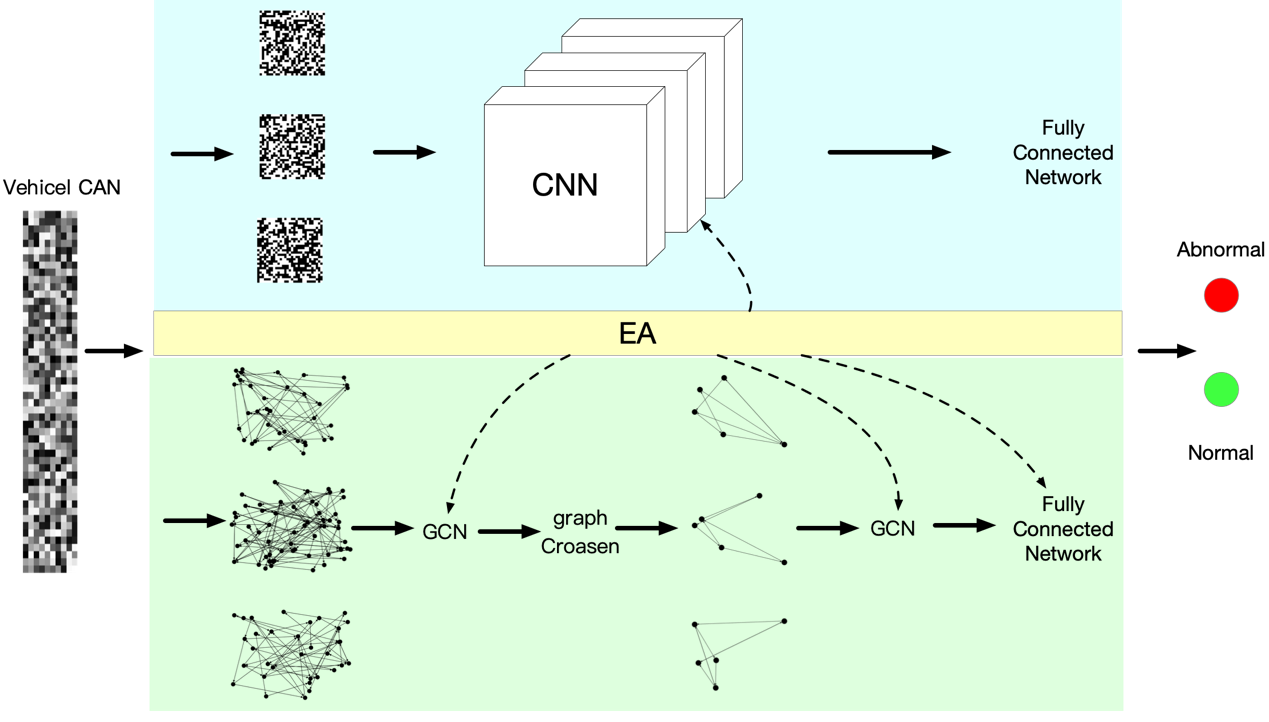 Vehicel CAN
CNN
Fully
Connected
Network
EA
GCN
graph
Croasen
GCN
Fully
Connected
Network
Abnormal
Normal